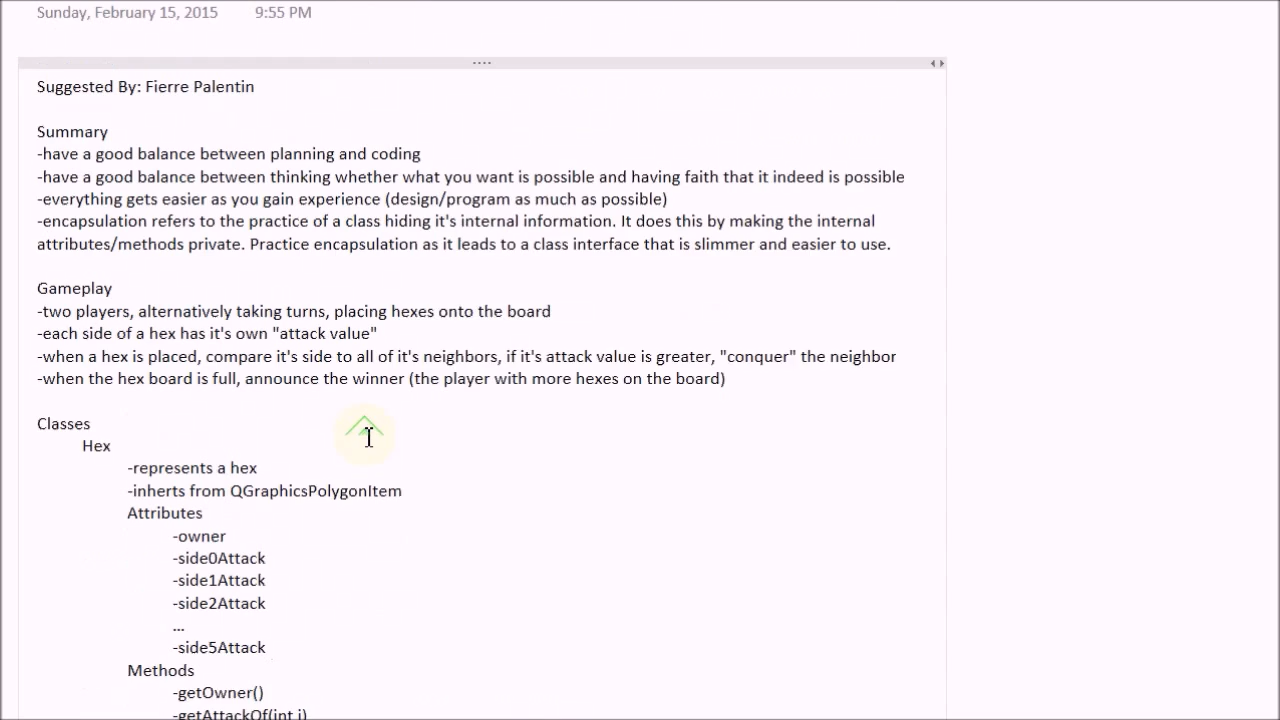 Sunday, February 15, 2015 9:55 PM
Suggested By: Fierre Palentin
Summary
-have a good balance between planning and coding
-have a good balance between thinking whether what you want is possible and having faith that it indeed is possible
-everything gets easier as you gain experience (design/program as much as possible)
-encapsulation refers to the practice of a class hiding it's internal information. It does this by making the internal
attributes/methods private. Practice encapsulation as it leads to a class interface that is slimmer and easier to use.
Gameplay
-two players, alternatively taking turns, placing hexes onto the board
-each side of a hex has it's own "attack value"
-when a hex is placed, compare it's side to all of it's neighbors, if it's attack value is greater, "conquer" the neighbor
-when the hex board is full, announce the winner (the player with more hexes on the board)
Classes
Hex
-represents a hex
-inherts from QGraphicsPolygonItem
Attributes
-owner
-side0Attack
-side1Attack
-side2Attack
...
-side5Attack
Methods
-getOwner()
-getAttackOf(int i)